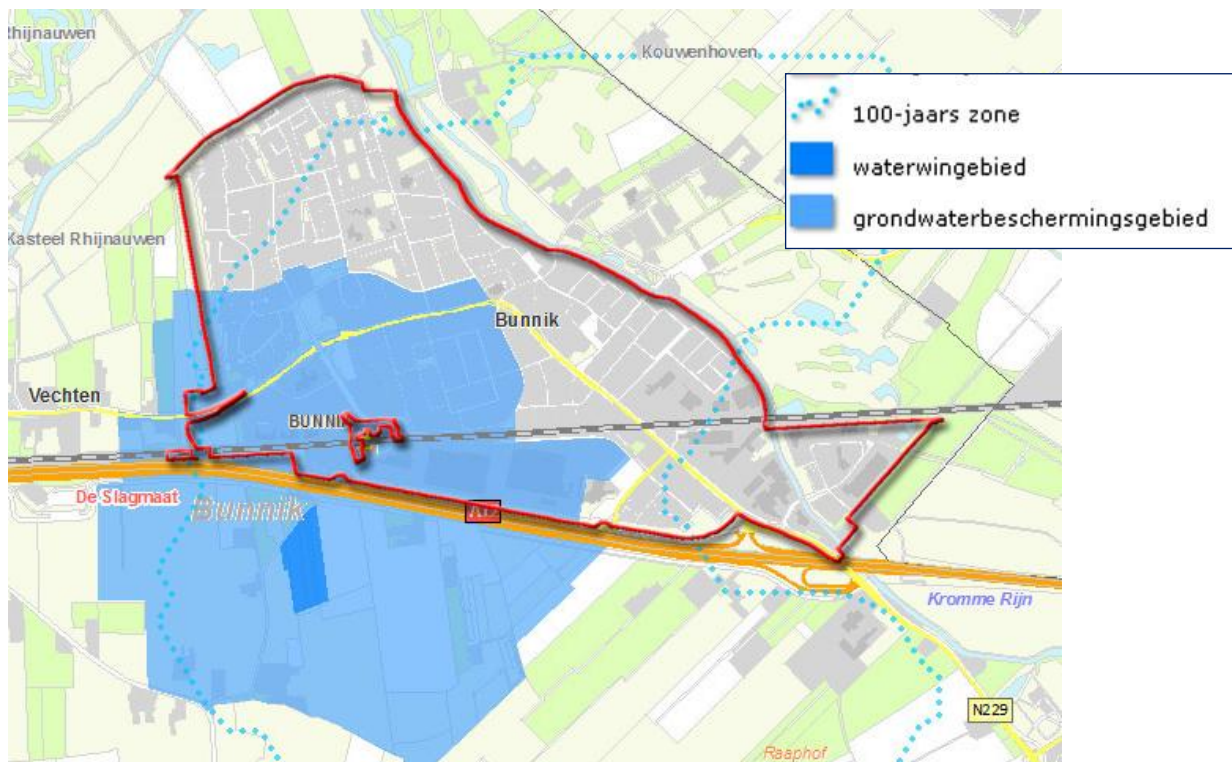 Rhijnauwen
Kouwenhoven
100-jaars zone
waterwingebied
grondwaterbeschermingsgebied
Kasteel Rhijnauwen
Bunnik
Vechten
De Slagmaat
Bunnik
A12
Kromme Rijn
N229
Raaphof